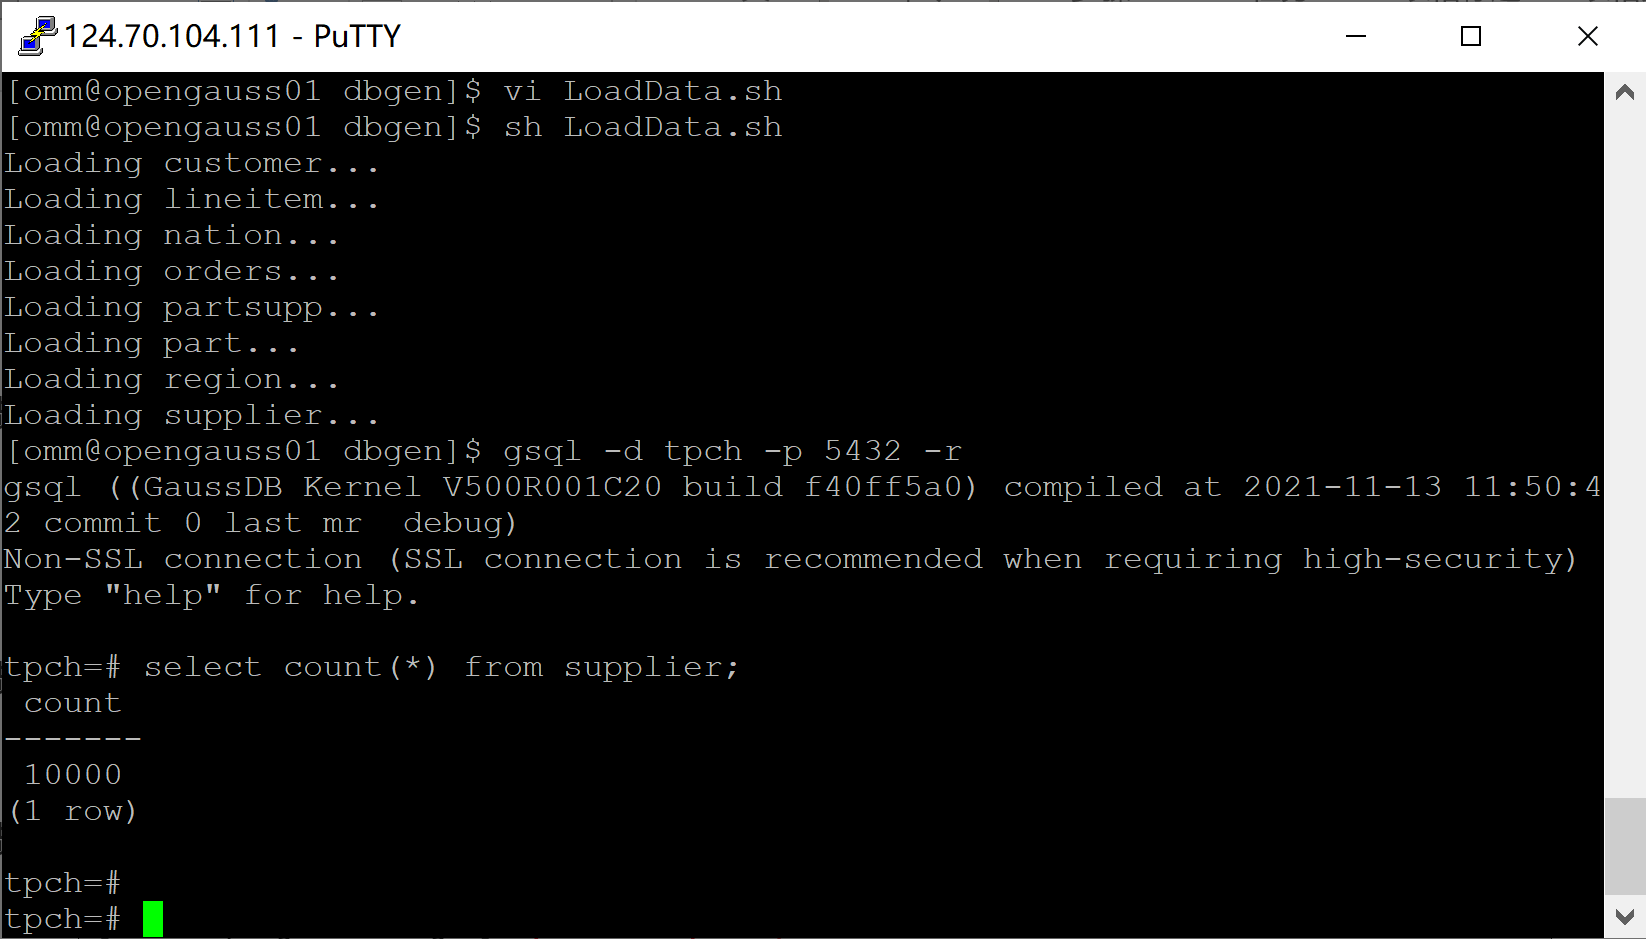 124.70.104.111 - PuTTY
[omm@opengauss01 dbgen]$ vi LoadData.sh
[omm@opengauss01 dbgen]$ sh LoadData.sh
Loading customer...
Loading lineitem...
Loading nation...
Loading orders...
Loading partsupp...
Loading part...
Loading region...
Loading supplier...
[omm@opengauss01 dbgen]$ gsql -d tpch -p 5432 -r
gsql ((GaussDB Kernel V500R001C20 build f40ff5a0) compiled at 2021-11-13 11:50:4
2 commit 0 last mr  debug)
Non-SSL connection (SSL connection is recommended when requiring high-security)
Type "help" for help.
tpch=# select count(*) from supplier;
count
-------
10000
(1 row)
tpch=#
tpch=#